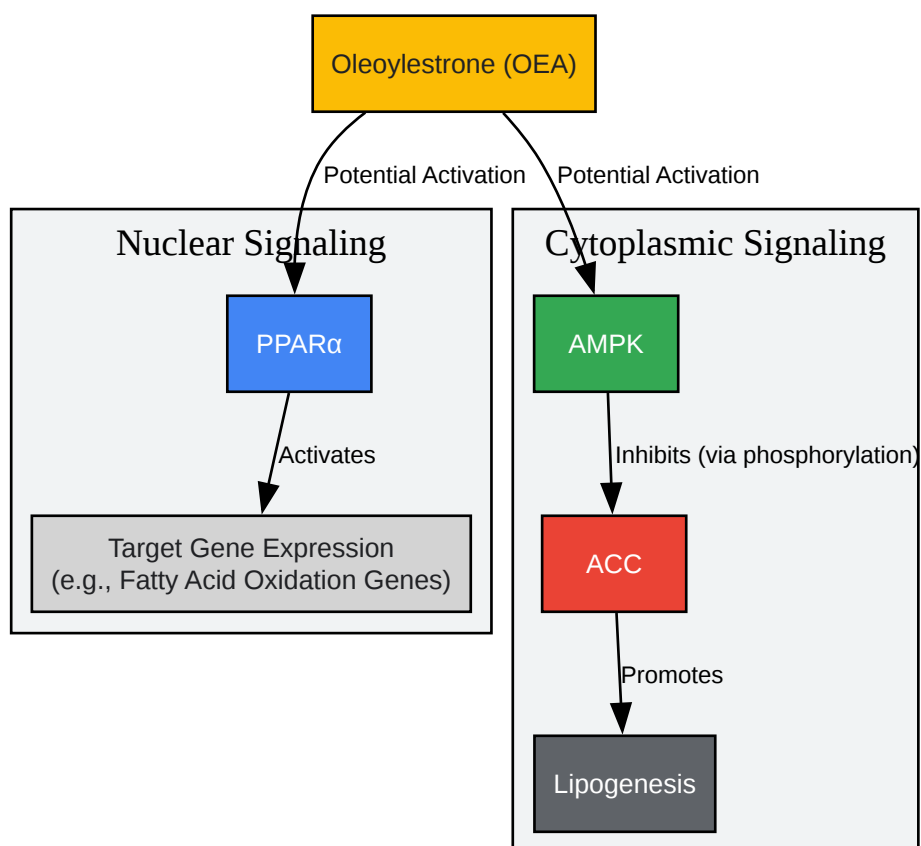 Oleoylestrone (OEA)
Potential Activation
Potential Activation
Nuclear Signaling
Cytoplasmic Signaling
PPARα
AMPK
Activates
Inhibits (via phosphorylation)
Target Gene Expression
(e.g., Fatty Acid Oxidation Genes)
ACC
Promotes
Lipogenesis